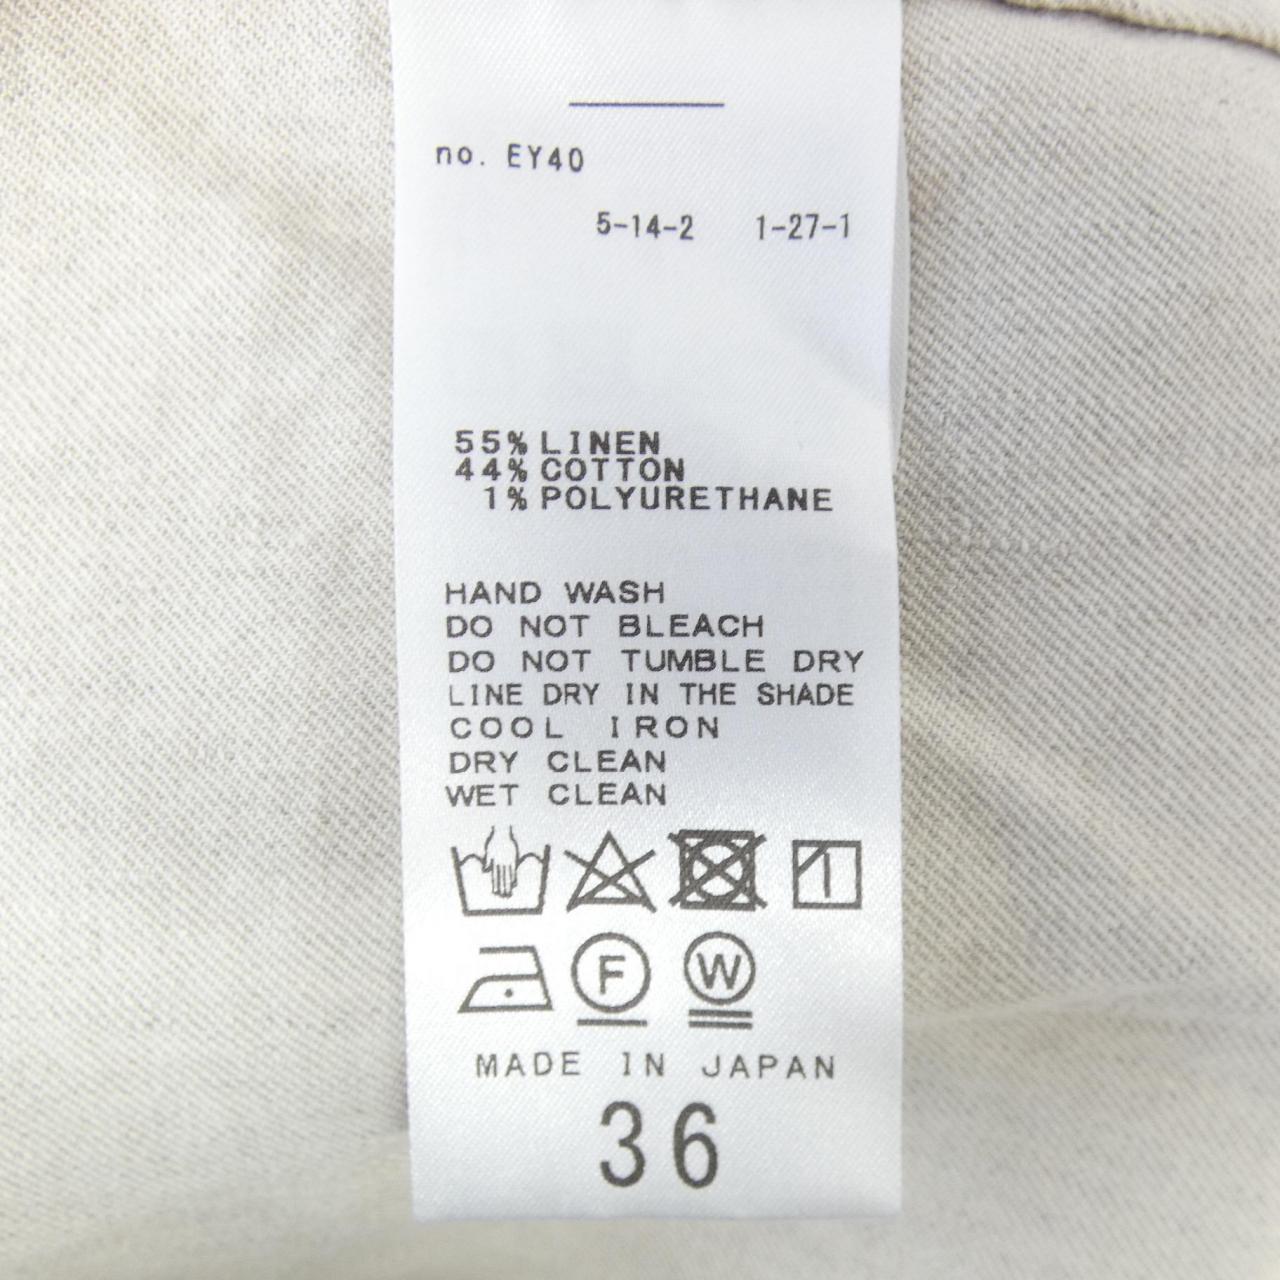 no. EY40
5-14-2 1-27-1
55% LINEN
44% COTTON
1% POLYURETHANE
HAND WASH
DO NOT BLEACH
DO NOT TUMBLE DRY
LINE DRY IN THE SHADE
COOL IRON
DRY CLEAN
WET CLEAN
F W
MADE IN JAPAN
36